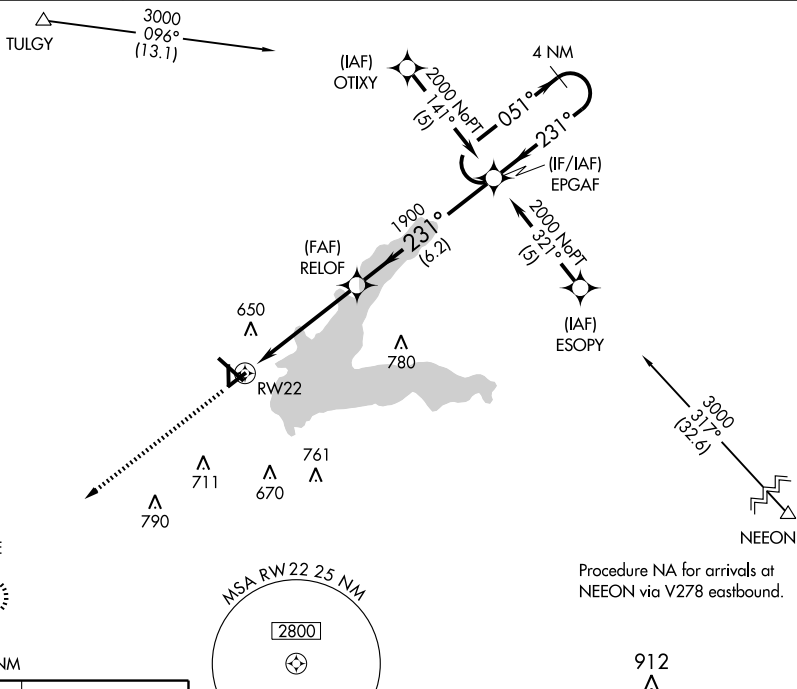 TULGY
3000
096°
(13.1)
(IAF)
OTIXY
2000 NoPT
141°
(5)
4 NM
051°
231°
(IF/IAF)
EPGAF
1900
231°
(6.2)
(FAF)
RELOF
2000 NoPT
321°
(5)
(IAF)
ESOPY
650
780
RW22
3000
317°
(32.6)
NEEON
761
711
670
790
E
Procedure NA for arrivals at
NEEON via V278 eastbound.
MSA RW22 25 NM
2800
NM
912